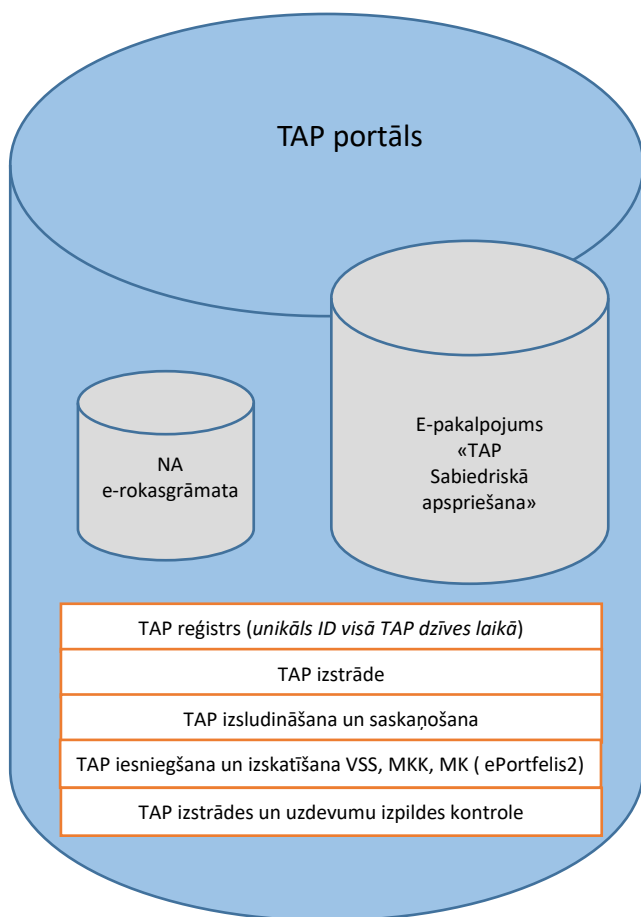 TAP portāls
NA
e-rokasgrāmata
E-pakalpojums
«TAP
Sabiedriskā
apspriešana»
TAP reģistrs (unikāls ID visā TAP dzīves laikā)
TAP izstrāde
TAP izsludināšana un saskaņošana
TAP iesniegšana un izskatīšana VSS, MKK, MK ( ePortfelis2)
TAP izstrādes un uzdevumu izpildes kontrole